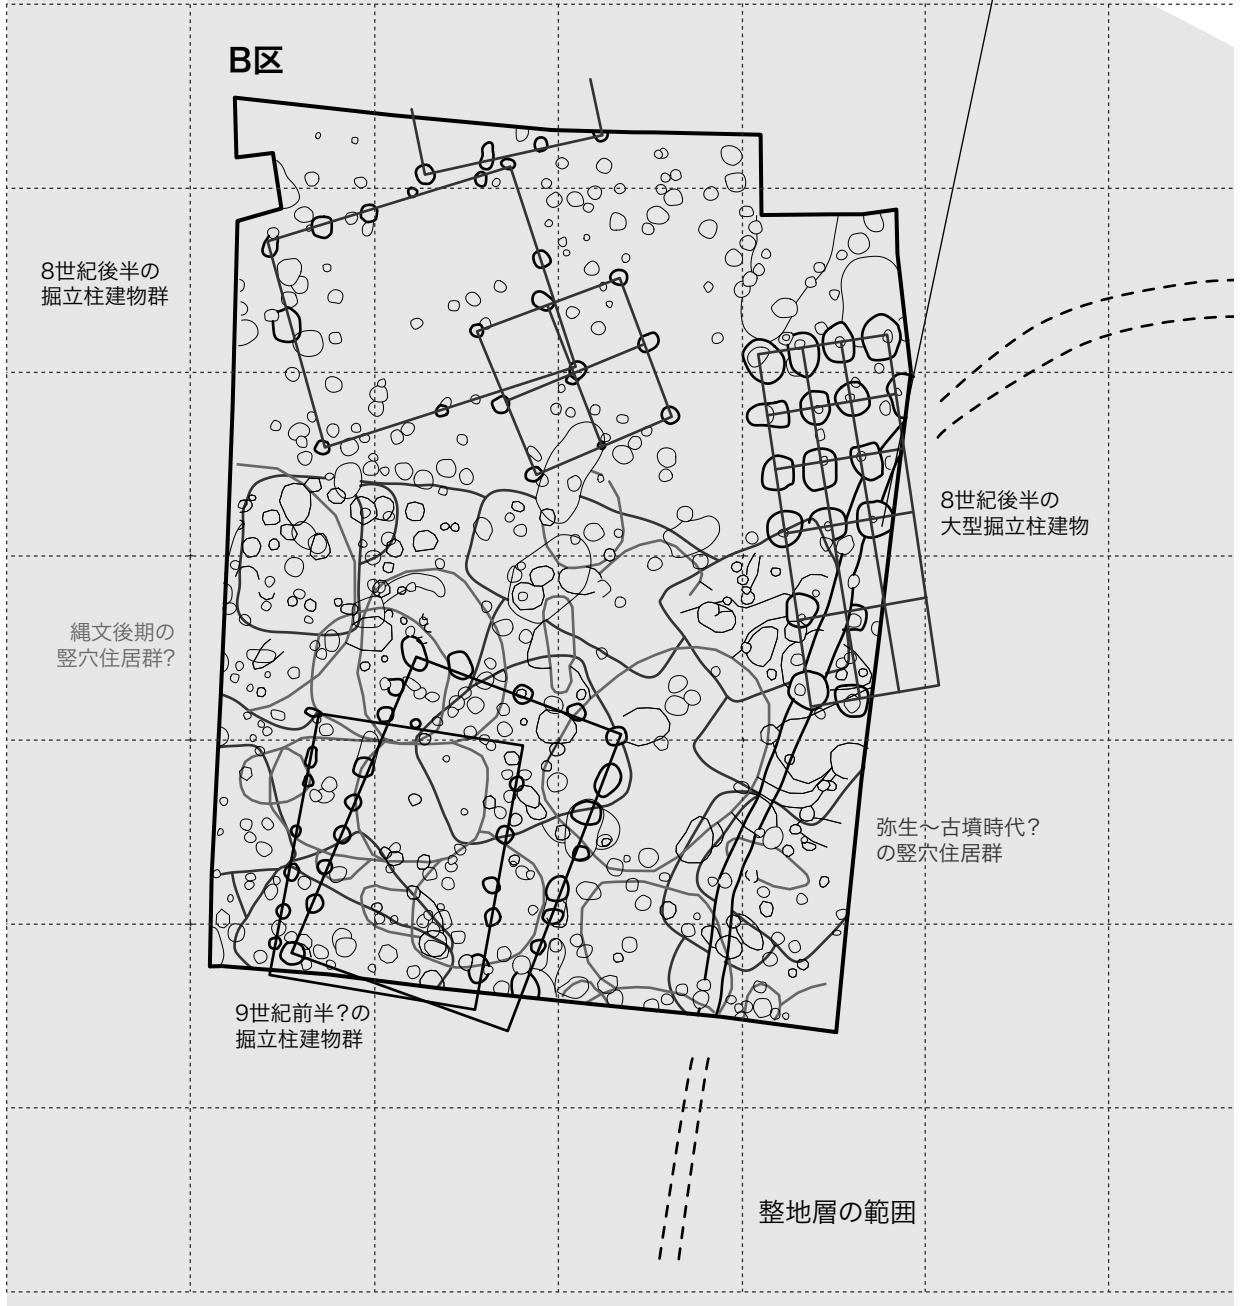 B区
8世紀後半の
掘立柱建物群
8世紀後半の
大型掘立柱建物
縄文後期の
竪穴住居群?
弥生～古墳時代?
の竪穴住居群
9世紀前半?の
掘立柱建物群
整地層の範囲